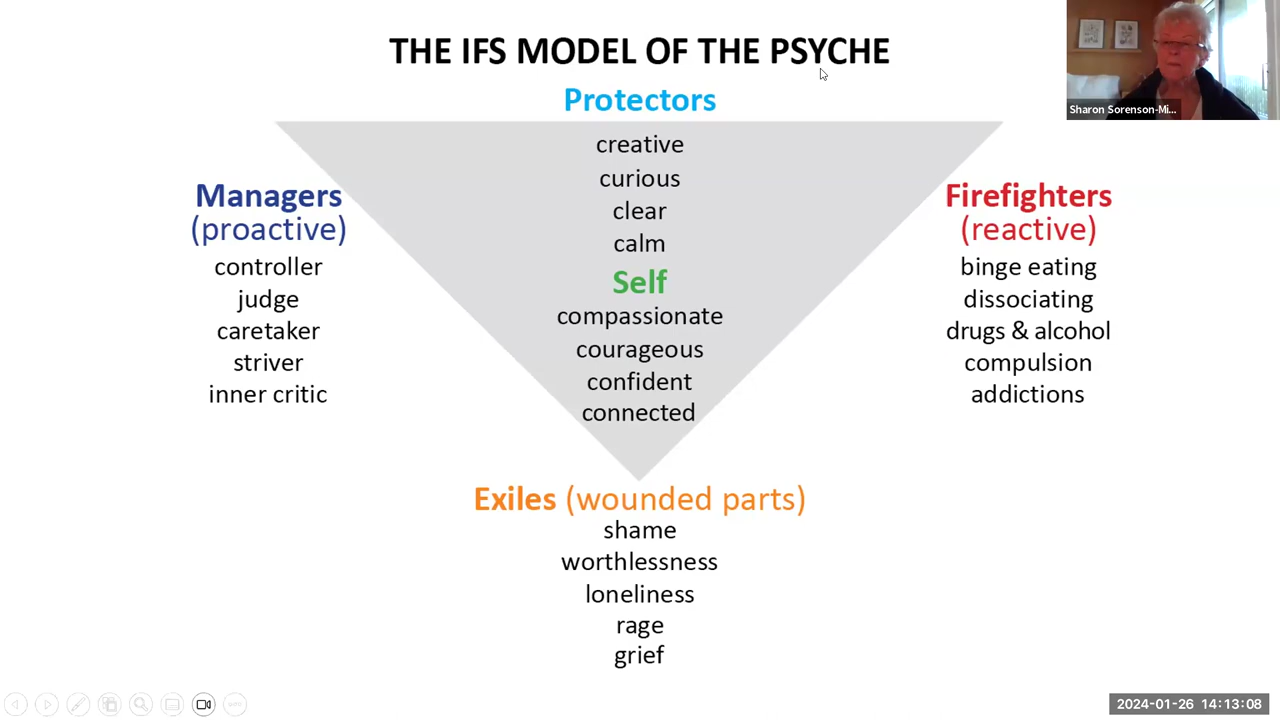 THE IFS MODEL OF THE PSYCHE
Sharon Sorenson-Mi...
Protectors
creative
curious
clear
calm
Self
compassionate
courageous
confident
connected
Managers
(proactive)
controller
judge
caretaker
striver
inner critic
Firefighters
(reactive)
binge eating
dissociating
drugs & alcohol
compulsion
addictions
Exiles (wounded parts)
shame
worthlessness
loneliness
rage
grief
2024-01-26 14:13:08